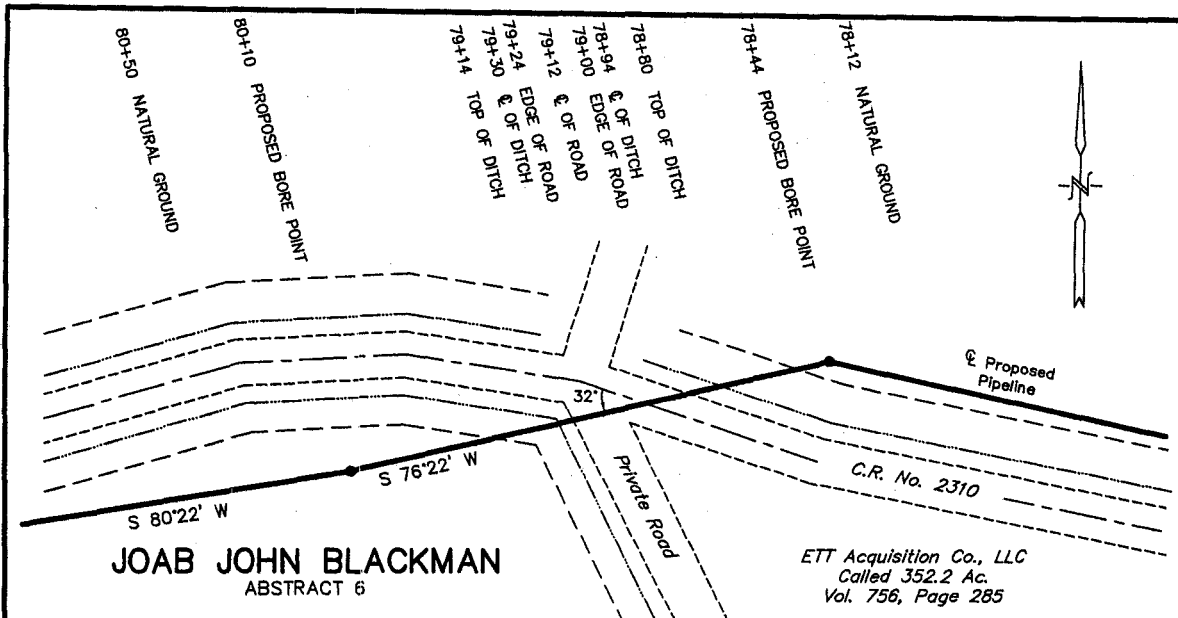 80+50 NATURAL GROUND
80+10 PROPOSED BORE POINT
79+14 TOP OF DITCH
79+30 ℄ OF DITCH
79+24 EDGE OF ROAD
79+12 ℄ OF ROAD
79+00 EDGE OF ROAD
78+94 ℄ OF DITCH
78+80 TOP OF DITCH
78+44 PROPOSED BORE POINT
78+12 NATURAL GROUND
N
℄ Proposed
Pipeline
32°
S 76°22' W
S 80°22' W
Private Road
C.R. No. 2310
JOAB JOHN BLACKMAN
ABSTRACT 6
ETT Acquisition Co., LLC
Called 352.2 Ac.
Vol. 756, Page 285